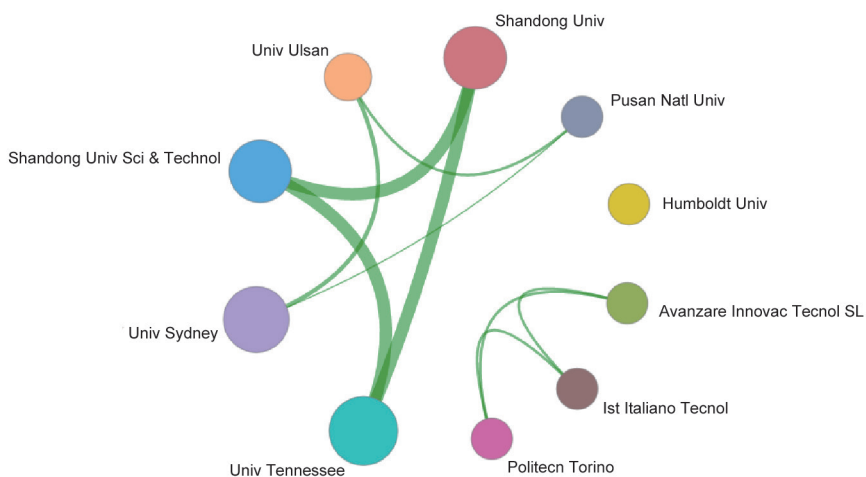 Shandong Univ
Univ Ulsan
Pusan Natl Univ
Shandong Univ Sci & Technol
Humboldt Univ
Avanzare Innovac Tecnol SL
Univ Sydney
Ist Italiano Tecnol
Politecn Torino
Univ Tennessee